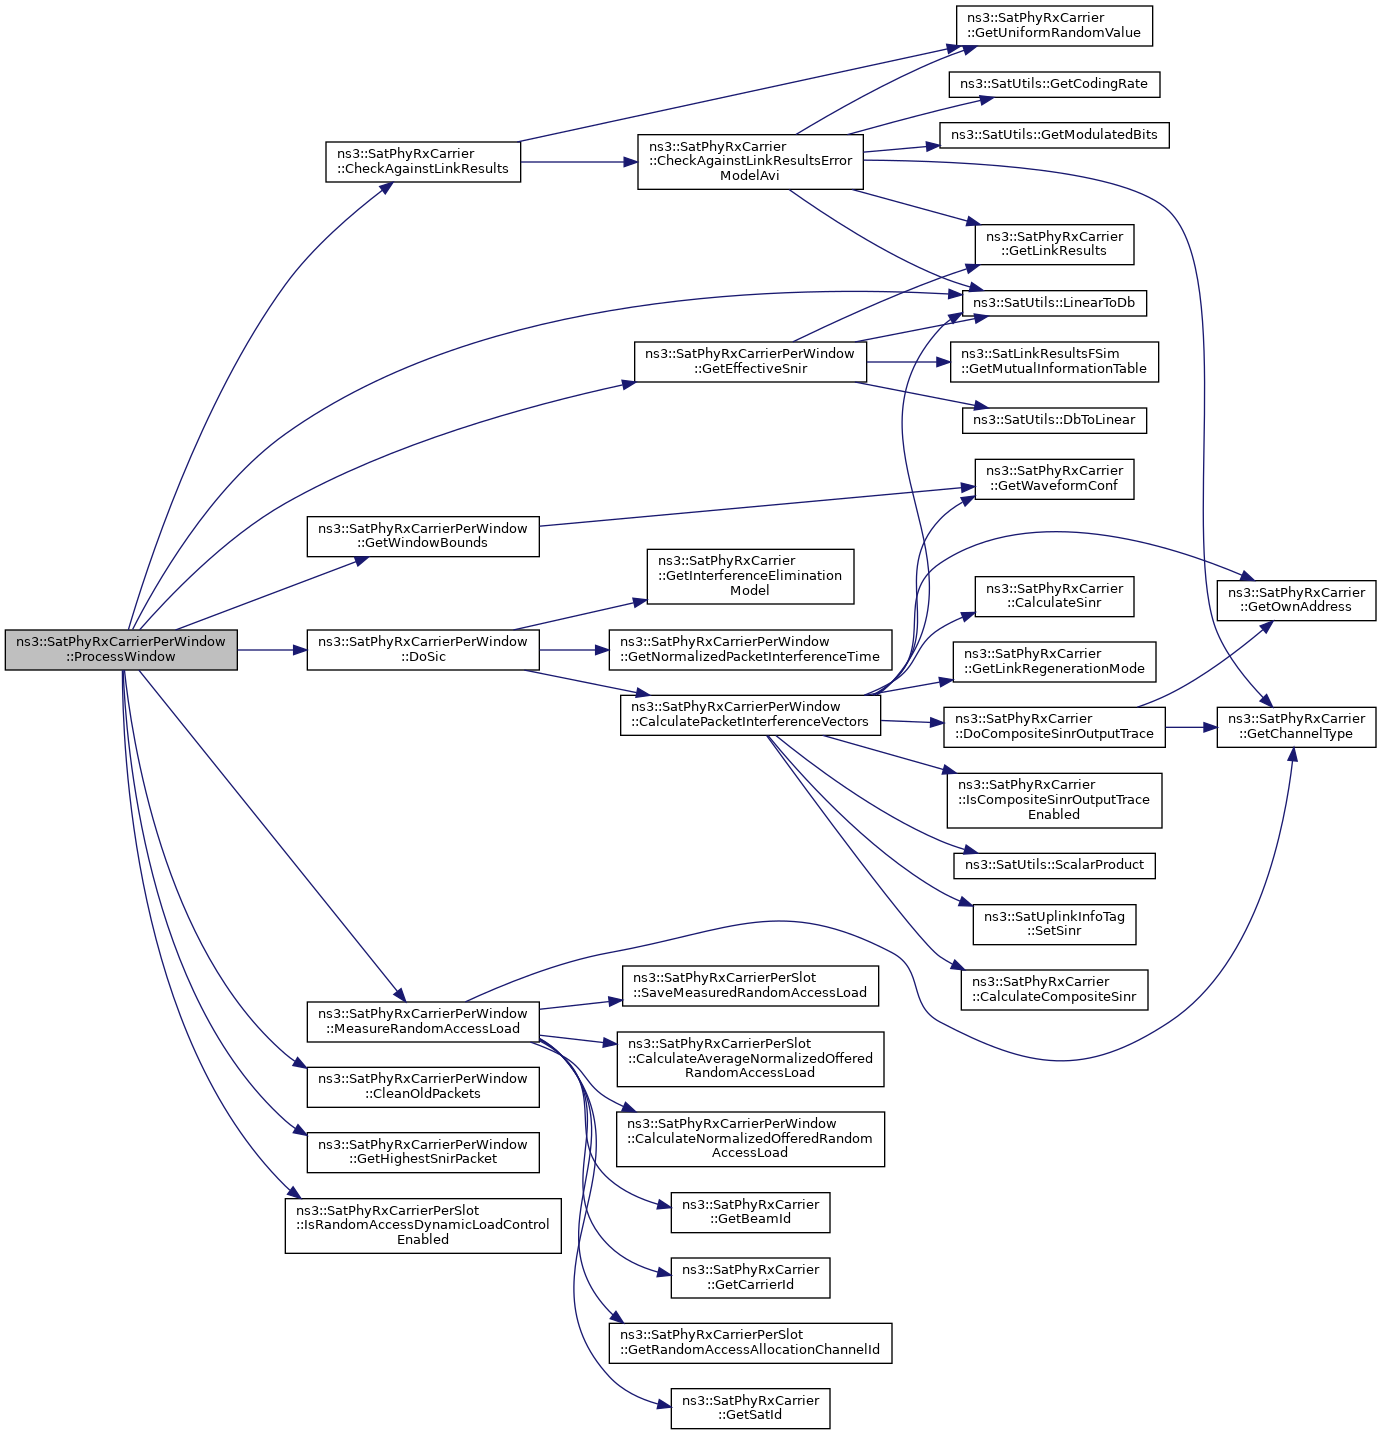 ns3::SatPhyRxCarrierPerWindow
::ProcessWindow
ns3::SatPhyRxCarrier
::CheckAgainstLinkResults
ns3::SatPhyRxCarrierPerWindow
::GetWindowBounds
ns3::SatPhyRxCarrierPerWindow
::DoSic
ns3::SatPhyRxCarrierPerWindow
::MeasureRandomAccessLoad
ns3::SatPhyRxCarrierPerWindow
::CleanOldPackets
ns3::SatPhyRxCarrierPerWindow
::GetHighestSnirPacket
ns3::SatPhyRxCarrierPerSlot
::IsRandomAccessDynamicLoadControl
Enabled
ns3::SatPhyRxCarrier
::CheckAgainstLinkResultsError
ModelAvi
ns3::SatPhyRxCarrierPerWindow
::GetEffectiveSnir
ns3::SatPhyRxCarrier
::GetInterferenceElimination
Model
ns3::SatPhyRxCarrierPerWindow
::GetNormalizedPacketInterferenceTime
ns3::SatPhyRxCarrierPerWindow
::CalculatePacketInterferenceVectors
ns3::SatPhyRxCarrierPerSlot
::SaveMeasuredRandomAccessLoad
ns3::SatPhyRxCarrierPerSlot
::CalculateAverageNormalizedOffered
RandomAccessLoad
ns3::SatPhyRxCarrierPerWindow
::CalculateNormalizedOfferedRandom
AccessLoad
ns3::SatPhyRxCarrier
::GetBeamId
ns3::SatPhyRxCarrier
::GetCarrierId
ns3::SatPhyRxCarrierPerSlot
::GetRandomAccessAllocationChannelId
ns3::SatPhyRxCarrier
::GetSatId
ns3::SatPhyRxCarrier
::GetUniformRandomValue
ns3::SatUtils::GetCodingRate
ns3::SatUtils::GetModulatedBits
ns3::SatPhyRxCarrier
::GetLinkResults
ns3::SatUtils::LinearToDb
ns3::SatLinkResultsFSim
::GetMutualInformationTable
ns3::SatUtils::DbToLinear
ns3::SatPhyRxCarrier
::GetWaveformConf
ns3::SatPhyRxCarrier
::CalculateSinr
ns3::SatPhyRxCarrier
::GetLinkRegenerationMode
ns3::SatPhyRxCarrier
::DoCompositeSinrOutputTrace
ns3::SatPhyRxCarrier
::IsCompositeSinrOutputTrace
Enabled
ns3::SatUtils::ScalarProduct
ns3::SatUplinkInfoTag
::SetSinr
ns3::SatPhyRxCarrier
::CalculateCompositeSinr
ns3::SatPhyRxCarrier
::GetOwnAddress
ns3::SatPhyRxCarrier
::GetChannelType